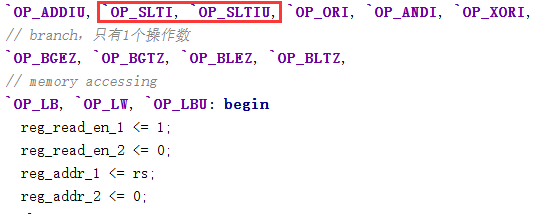 `OP_ADDIU, `OP_SLTI, `OP_SLTIU, `OP_ORI, `OP_ANDI, `OP_XORI,
// branch，只有1个操作数
`OP_BGEZ, `OP_BGTZ, `OP_BLEZ, `OP_BLTZ,
// memory accessing
`OP_LB, `OP_LW, `OP_LBU: begin
reg_read_en_1 <= 1;
reg_read_en_2 <= 0;
reg_addr_1 <= rs;
reg_addr_2 <= 0;